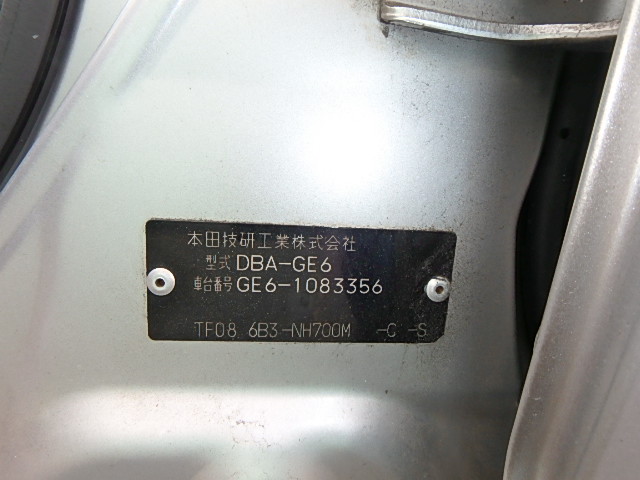 本田技研工業株式会社
型式 DBA-GE6
車台番号 GE6-1083356
TF08 6B3-NH700M -C -S